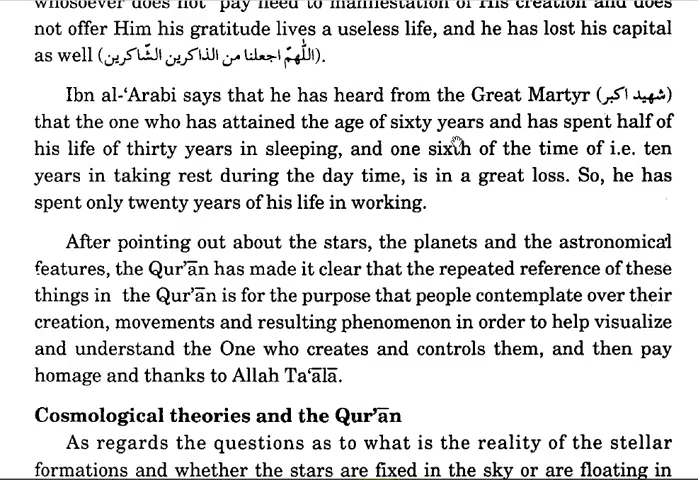 whosoever does not pay heed to manifestation of His creation and does
not offer Him his gratitude lives a useless life, and he has lost his capital
as well (اللّٰهمّ اجعلنا من الذاكرين الشّاكرين).
Ibn al-‘Arabi says that he has heard from the Great Martyr (شهيد اكبر)
that the one who has attained the age of sixty years and has spent half of
his life of thirty years in sleeping, and one sixth of the time of i.e. ten
years in taking rest during the day time, is in a great loss. So, he has
spent only twenty years of his life in working.
After pointing out about the stars, the planets and the astronomical
features, the Qur’ān has made it clear that the repeated reference of these
things in the Qur’ān is for the purpose that people contemplate over their
creation, movements and resulting phenomenon in order to help visualize
and understand the One who creates and controls them, and then pay
homage and thanks to Allah Ta‘ālā.
Cosmological theories and the Qur’ān
As regards the questions as to what is the reality of the stellar
formations and whether the stars are fixed in the sky or are floating in